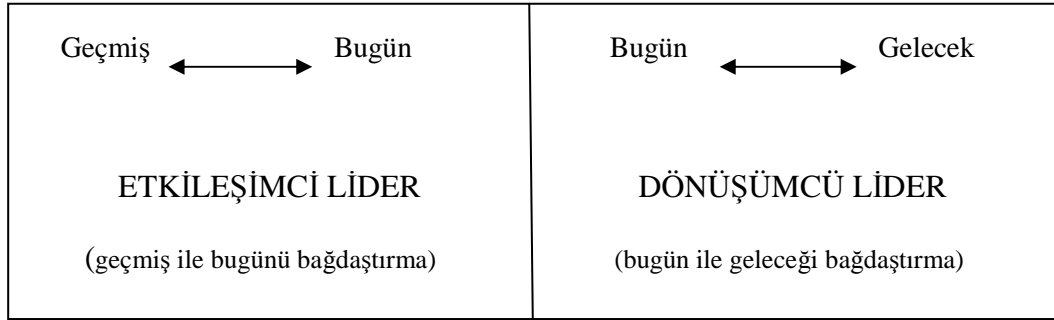 Geçmiş Bugün
ETKİLEŞİMCİ LİDER
(geçmiş ile bugünü bağdaştırma)
Bugün Gelecek
DÖNÜŞÜMCÜ LİDER
(bugün ile geleceği bağdaştırma)